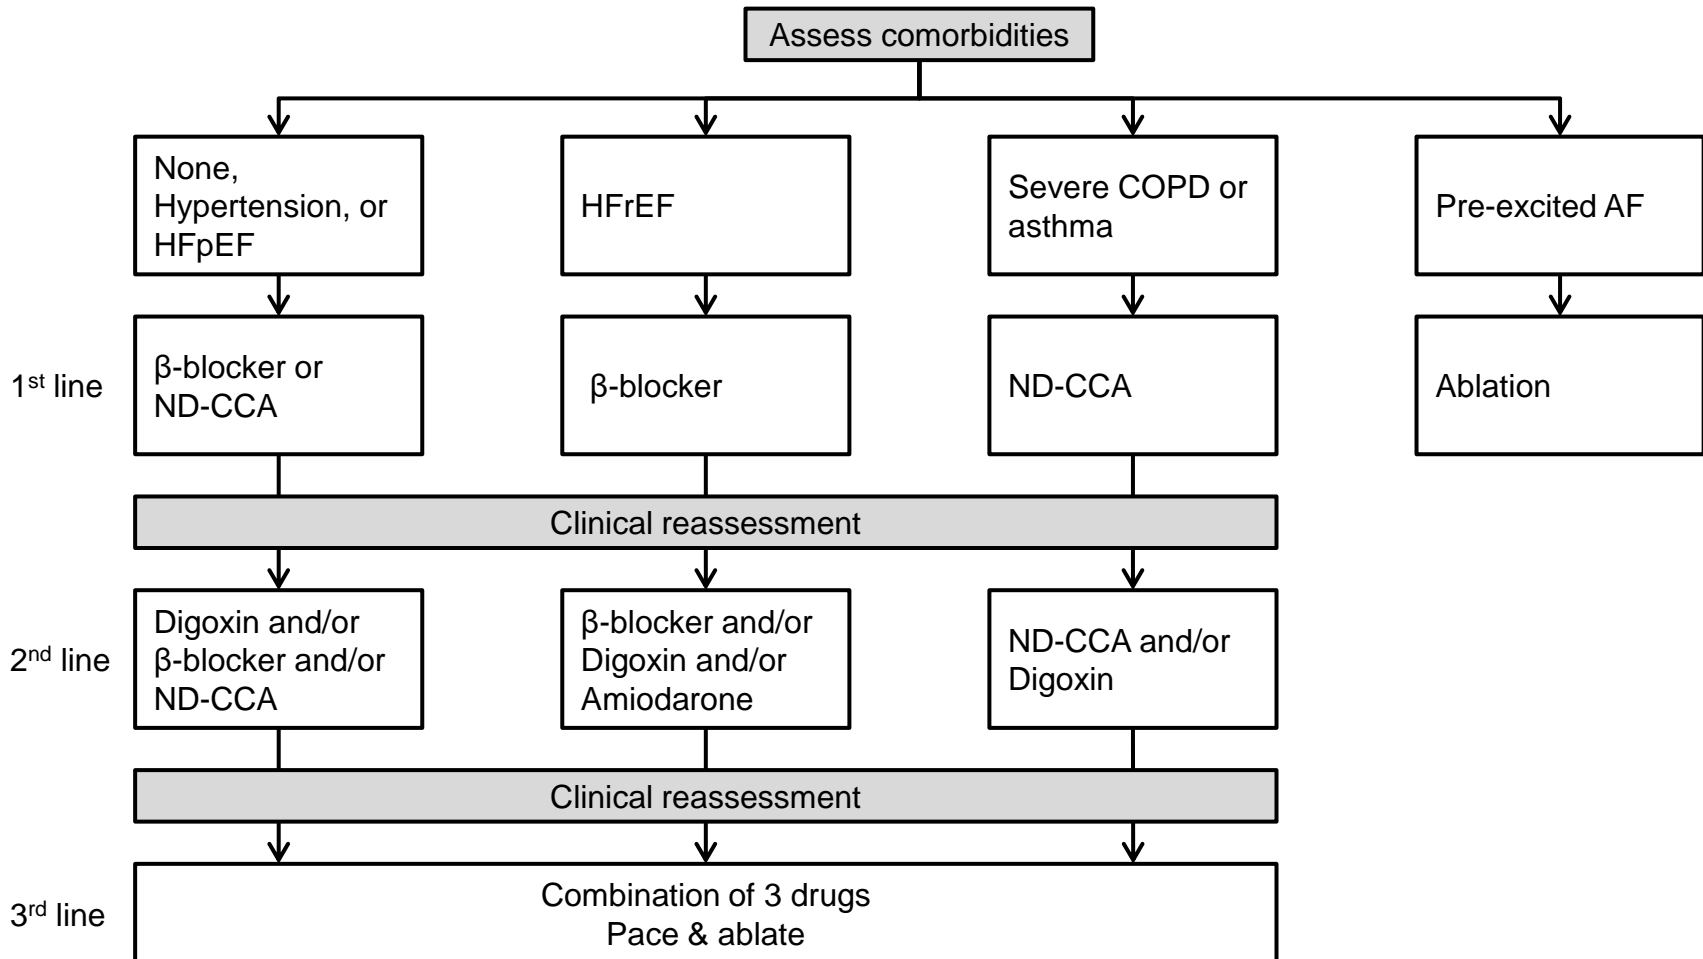 Assess comorbidities
None,
Hypertension, or
HFpEF
HFrEF
Severe COPD or
asthma
Pre-excited AF
1st line
β-blocker or
ND-CCA
β-blocker
ND-CCA
Ablation
Clinical reassessment
2nd line
Digoxin and/or
β-blocker and/or
ND-CCA
β-blocker and/or
Digoxin and/or
Amiodarone
ND-CCA and/or
Digoxin
Clinical reassessment
3rd line
Combination of 3 drugs
Pace & ablate